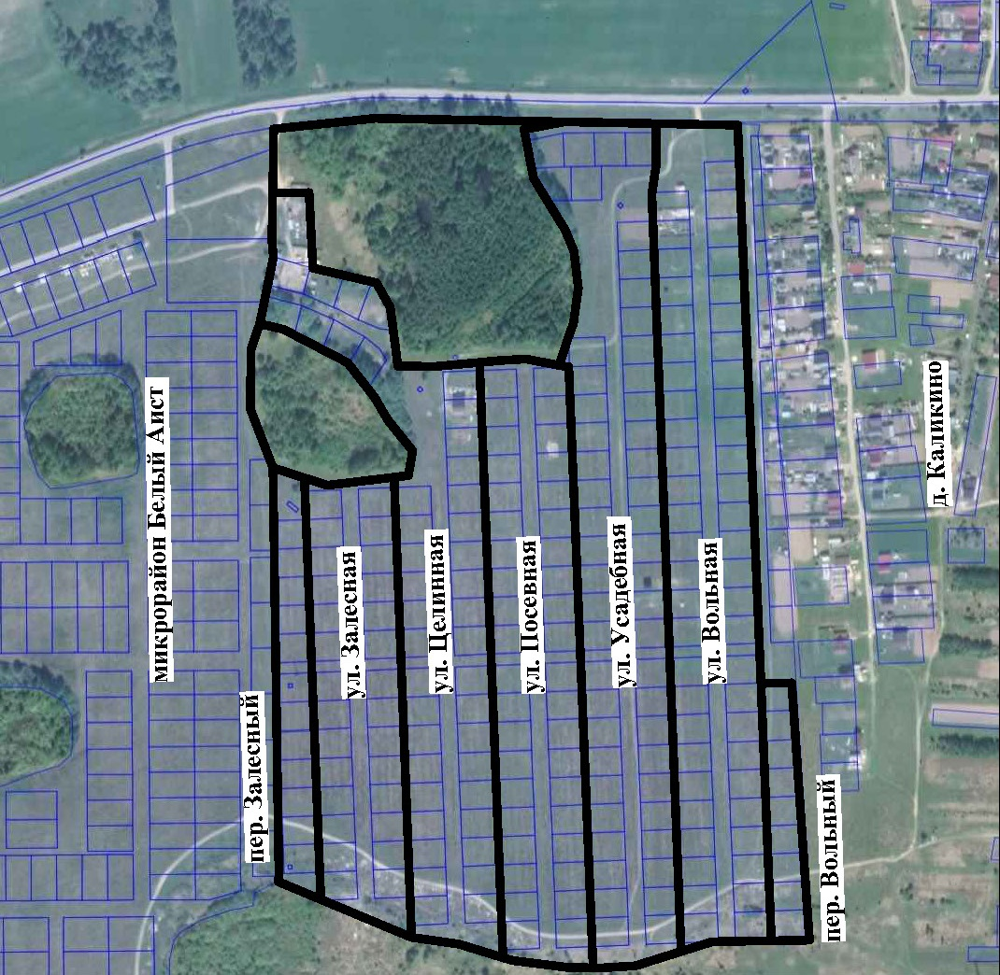 микрорайон Белый Аист
пер. Залесный
ул. Залесная
ул. Целинная
ул. Посевная
ул. Усадебная
ул. Вольная
пер. Вольный
д. Каликино